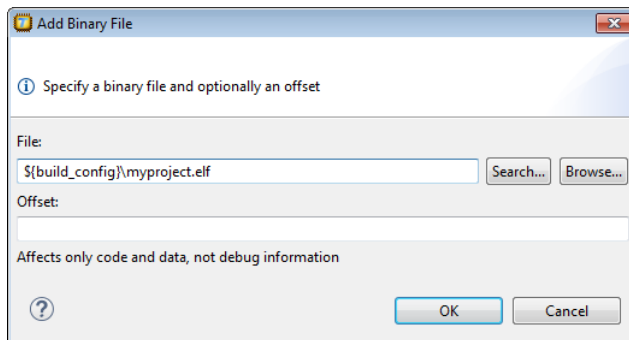 Add Binary File
Specify a binary file and optionally an offset
File:
${build_config}\myproject.elf
Search... Browse...
Offset:
Affects only code and data, not debug information
OK Cancel